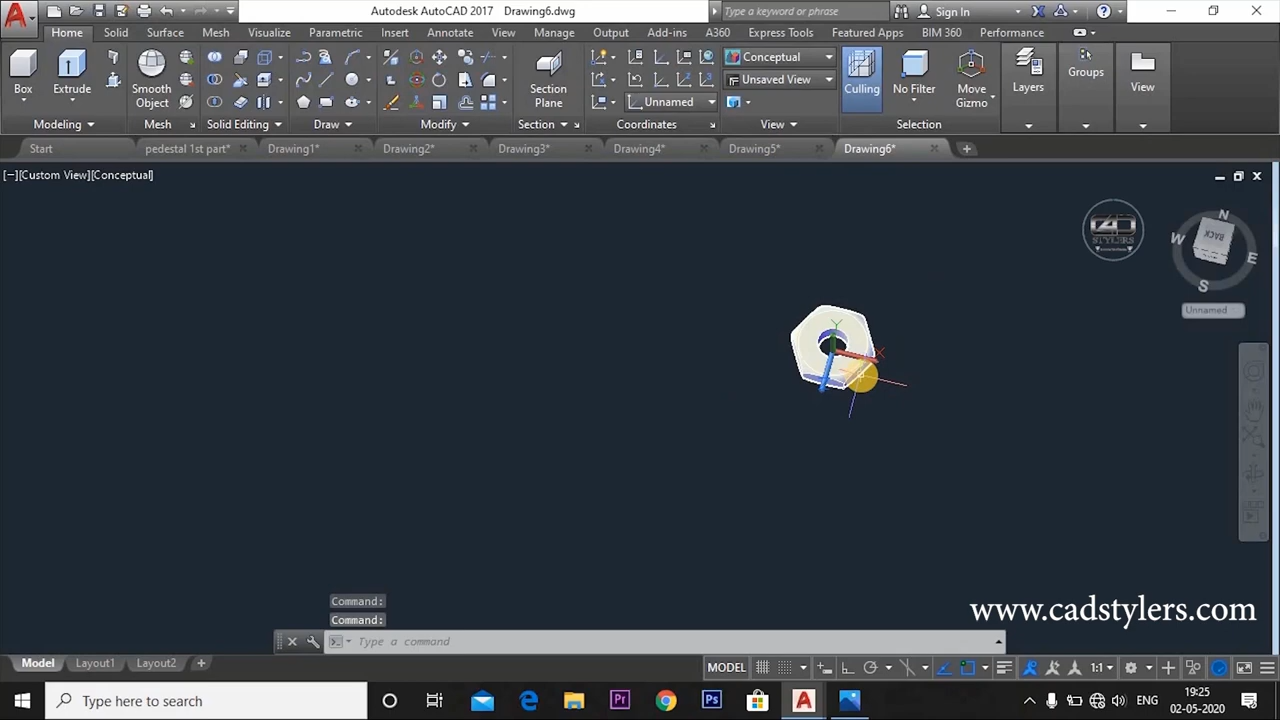 Autodesk AutoCAD 2017 Drawing6.dwg
Type a keyword or phrase
Sign In
Home Solid Surface Mesh Visualize Parametric Insert Annotate View Manage Output Add-ins A360 Express Tools Featured Apps BIM 360 Performance
Conceptual
Unsaved View
Unnamed
Box Extrude Smooth Object Section Plane Culling No Filter Move Gizmo Layers Groups View
Modeling Mesh Solid Editing Draw Modify Section Coordinates View Selection
Start pedestal 1st part* Drawing1* Drawing2* Drawing3* Drawing4* Drawing5* Drawing6*
[−][Custom View][Conceptual]
STYLERS
N
W
BACK
E
S
Unnamed
Y
X
Command:
Command:
www.cadstylers.com
Type a command
Model Layout1 Layout2
MODEL
1:1
Type here to search
Pr
Ps
A
ENG
19:25
02-05-2020